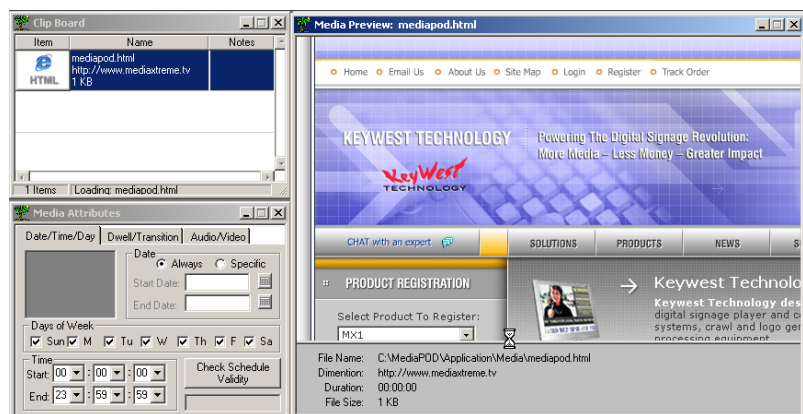 Clip Board
Item Name Notes
mediapod.html
http://www.mediaxtreme.tv
1 KB
HTML
1 Items Loading: mediapod.html
Media Attributes
Date/Time/Day Dwell/Transition Audio/Video
Date
Always Specific
Start Date:
End Date:
Days of Week
Sun M Tu W Th F Sa
Time
Start: 00 : 00 : 00
End: 23 : 59 : 59
Check Schedule
Validity
Media Preview: mediapod.html
Home Email Us About Us Site Map Login Register Track Order
KEYWEST TECHNOLOGY
Powering The Digital Signage Revolution:
More Media – Less Money – Greater Impact
KeyWest
TECHNOLOGY
CHAT with an expert SOLUTIONS PRODUCTS NEWS S
PRODUCT REGISTRATION
Select Product To Register:
MX1
Keywest Technolo
Keywest Technology des
digital signage player and c
systems, crawl and logo ger
processing equipment
File Name: C:\MediaPOD\Application\Media\mediapod.html
Dimention: http://www.mediaxtreme.tv
Duration: 00:00:00
File Size: 1 KB